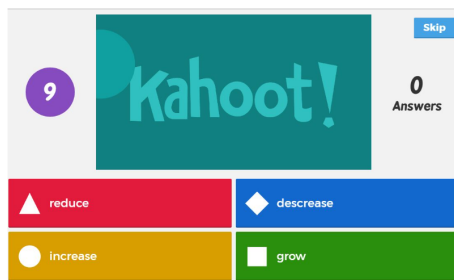 Skip
9
Kahoot!
0
Answers
reduce
descrease
increase
grow